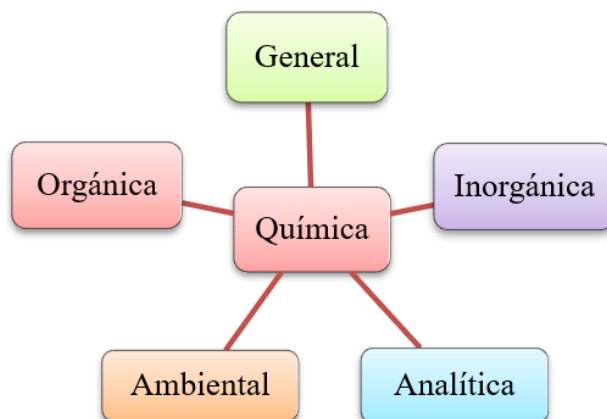 General
Orgánica
Inorgánica
Química
Ambiental
Analítica